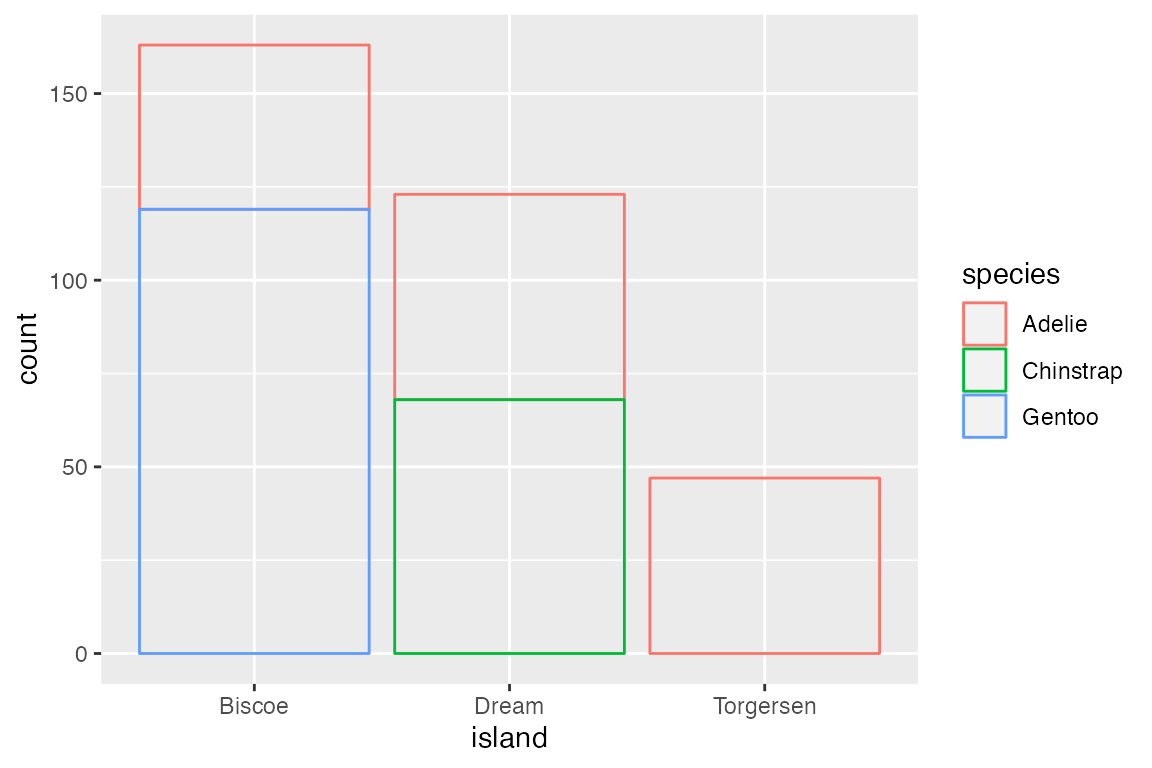 150
100
50
0
count
Biscoe
Dream
Torgersen
island
species
Adelie
Chinstrap
Gentoo